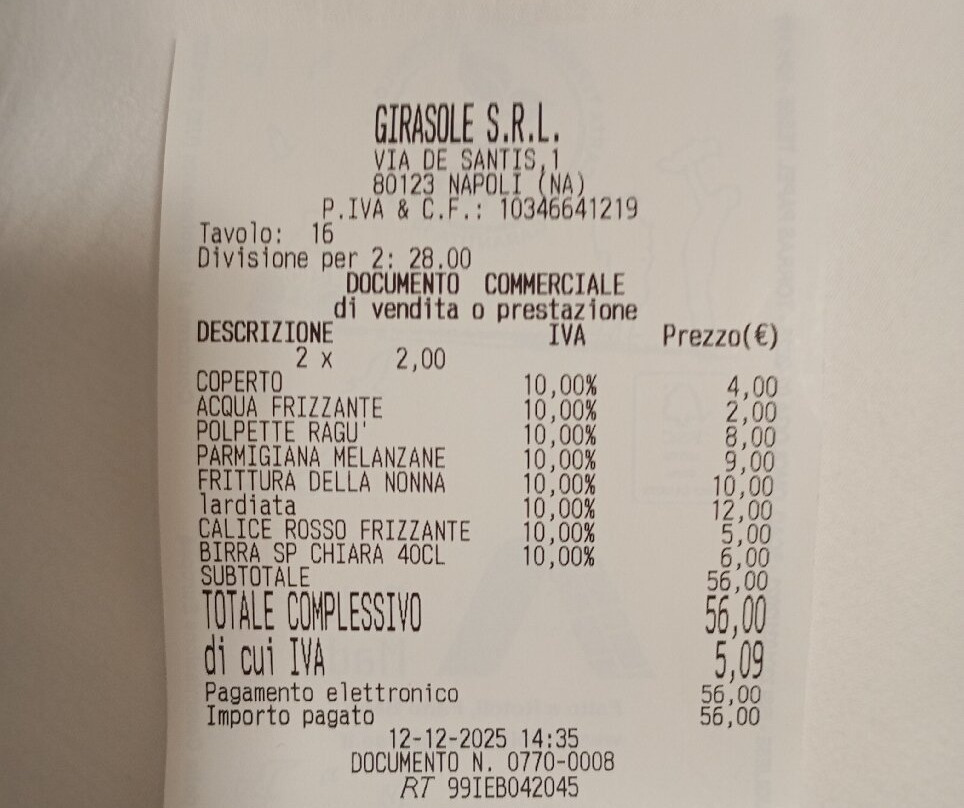 GIRASOLE S.R.L.
VIA DE SANTIS,1
80123 NAPOLI (NA)
P.IVA & C.F.: 10346641219
Tavolo: 16
Divisione per 2: 28.00
DOCUMENTO COMMERCIALE
di vendita o prestazione
DESCRIZIONE IVA Prezzo(€)
2 x 2,00
COPERTO 10,00% 4,00
ACQUA FRIZZANTE 10,00% 2,00
POLPETTE RAGU' 10,00% 8,00
PARMIGIANA MELANZANE 10,00% 9,00
FRITTURA DELLA NONNA 10,00% 10,00
lardiata 10,00% 12,00
CALICE ROSSO FRIZZANTE 10,00% 5,00
BIRRA SP CHIARA 40CL 10,00% 6,00
SUBTOTALE 56,00
TOTALE COMPLESSIVO 56,00
di cui IVA 5,09
Pagamento elettronico 56,00
Importo pagato 56,00
12-12-2025 14:35
DOCUMENTO N. 0770-0008
RT 99IEB042045